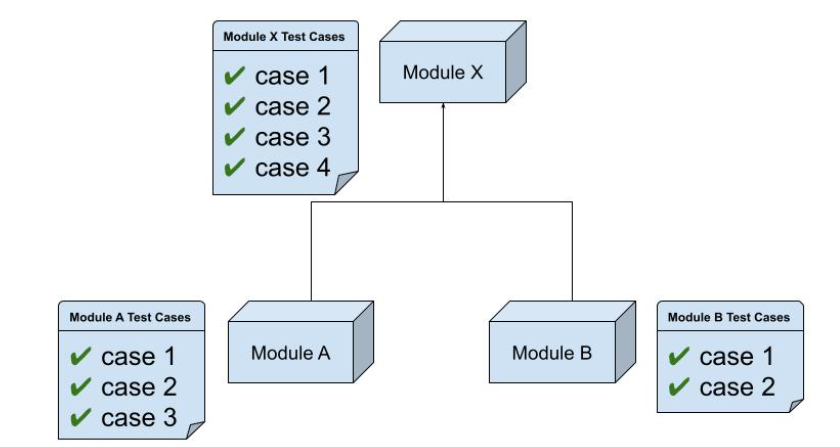 Module X Test Cases
✔ case 1
✔ case 2
✔ case 3
✔ case 4
Module X
Module A Test Cases
✔ case 1
✔ case 2
✔ case 3
Module A
Module B
Module B Test Cases
✔ case 1
✔ case 2